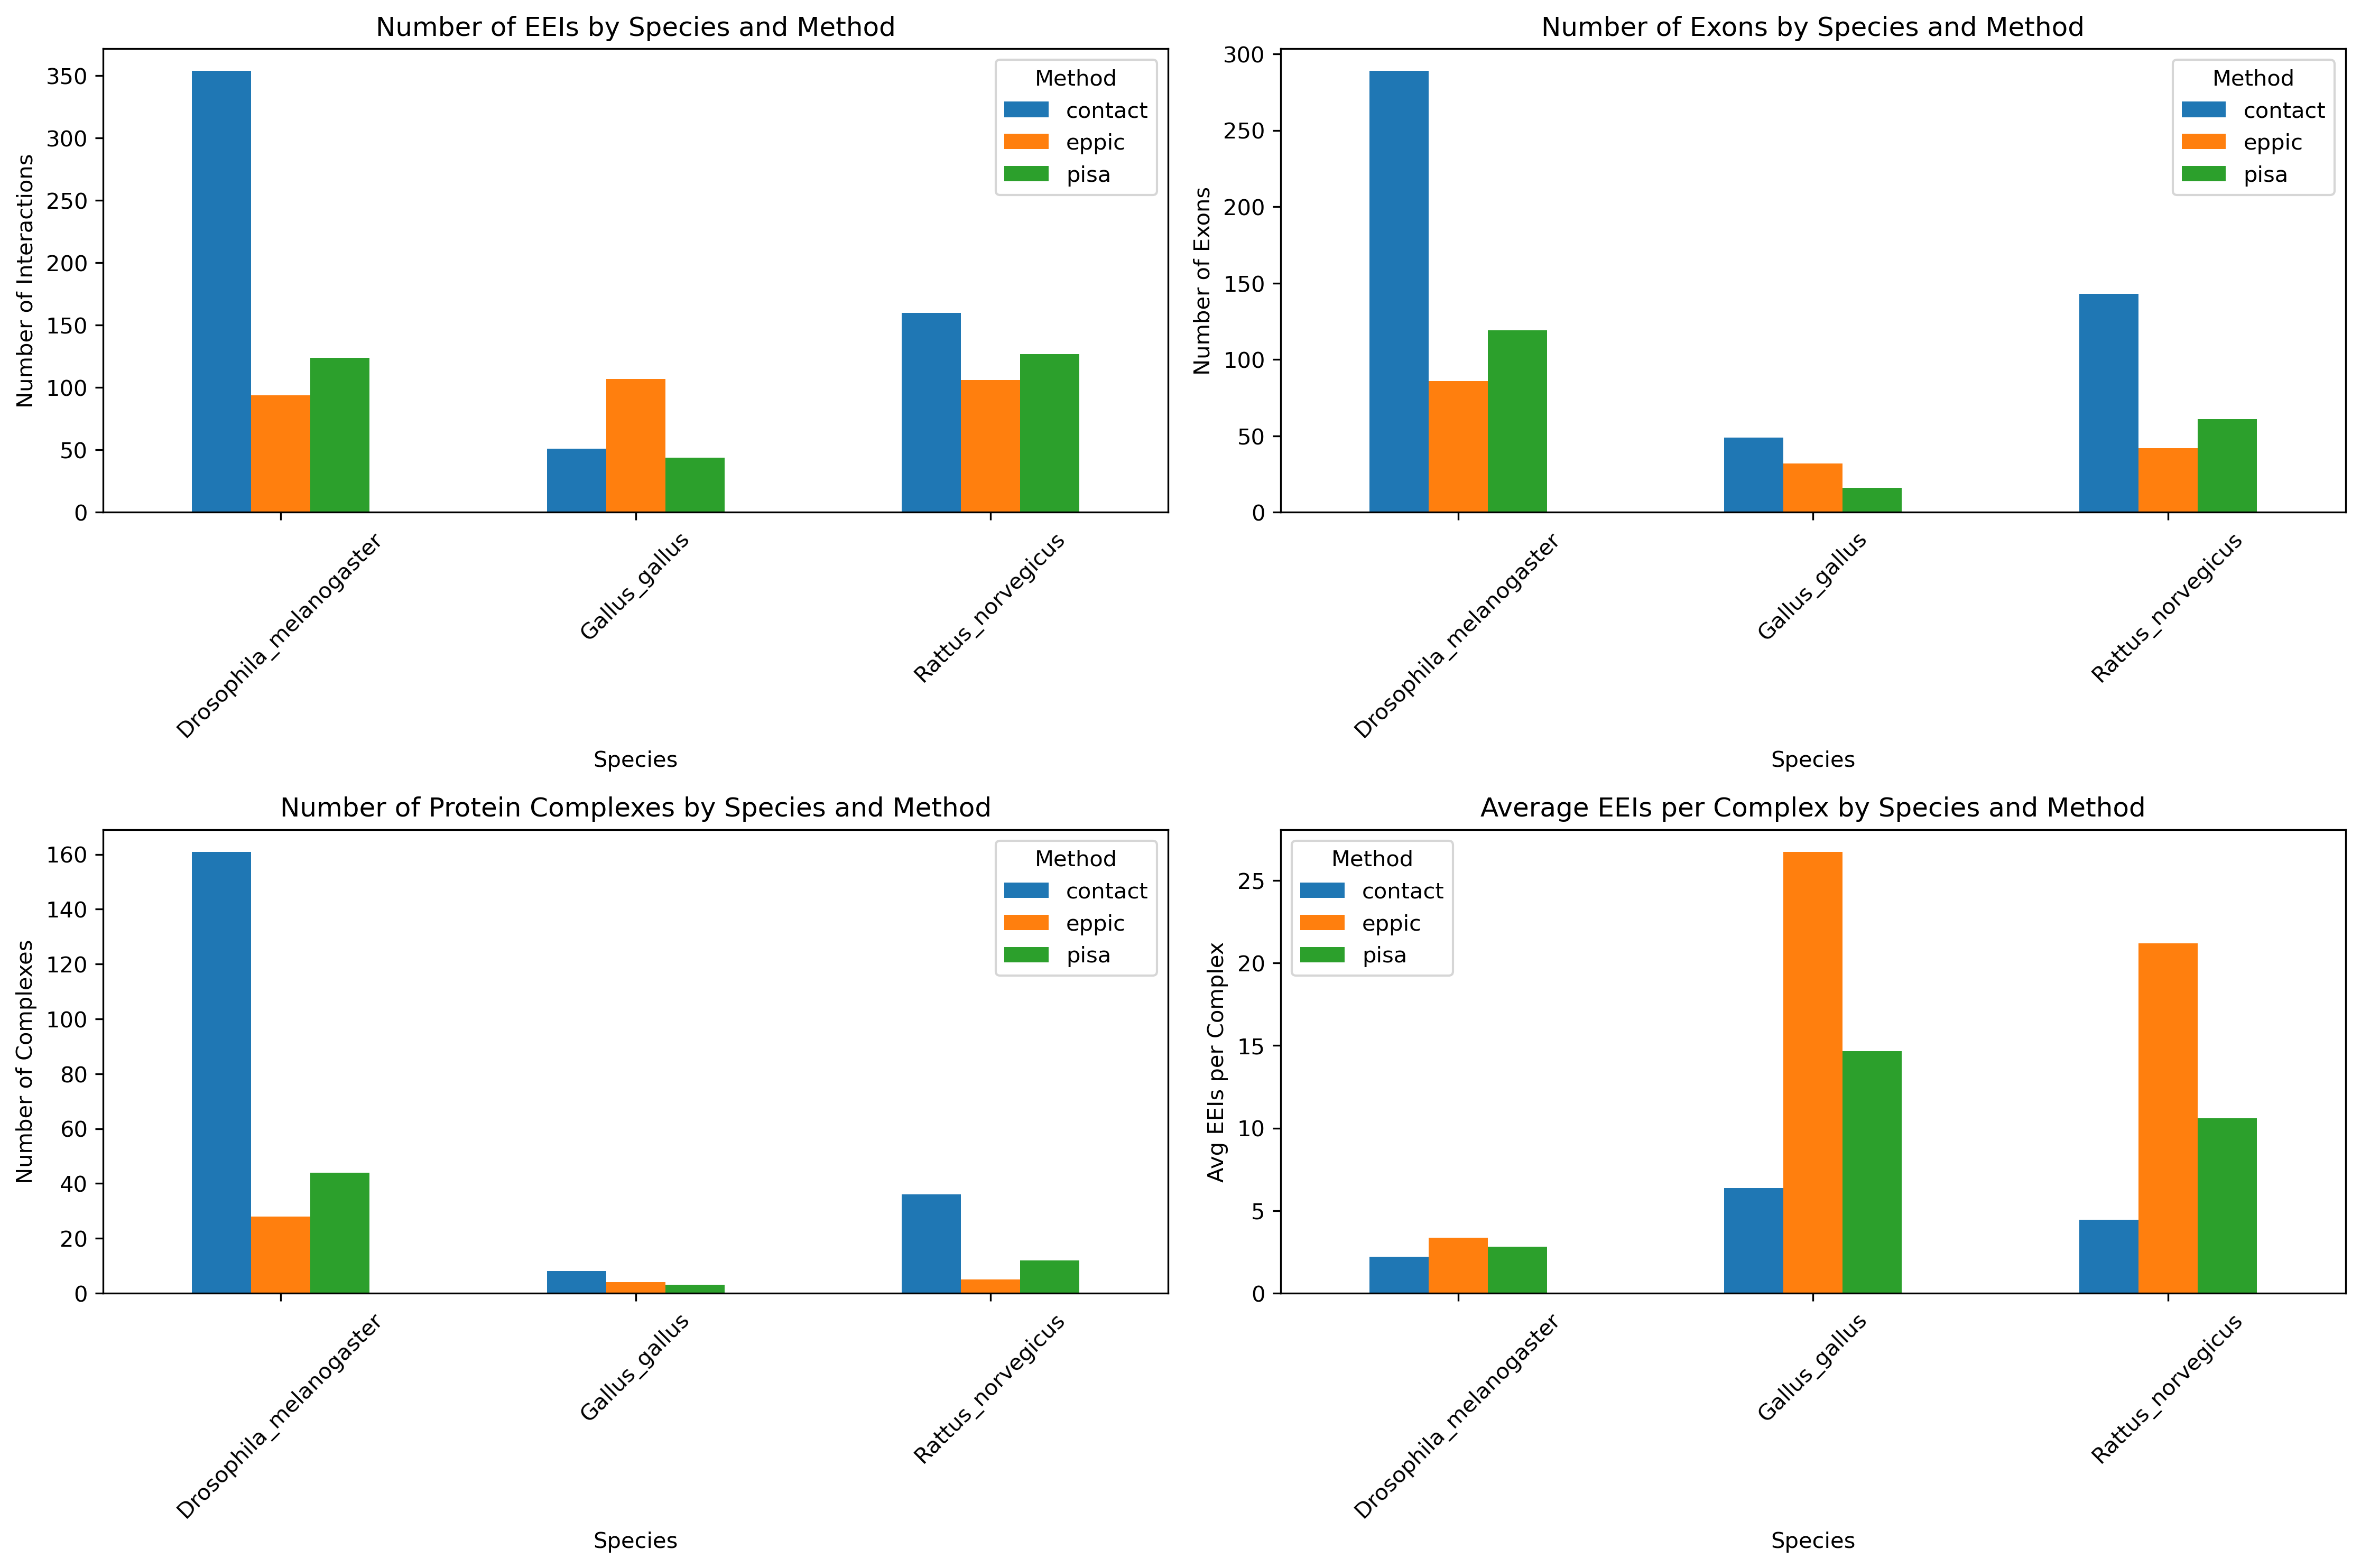 Number of EEIs by Species and Method
Number of Interactions
350
300
250
200
150
100
50
0
Method
contact
eppic
pisa
Drosophila_melanogaster
Gallus_gallus
Rattus_norvegicus
Species
Number of Exons by Species and Method
Number of Exons
300
250
200
150
100
50
0
Method
contact
eppic
pisa
Drosophila_melanogaster
Gallus_gallus
Rattus_norvegicus
Species
Number of Protein Complexes by Species and Method
Number of Complexes
160
140
120
100
80
60
40
20
0
Method
contact
eppic
pisa
Drosophila_melanogaster
Gallus_gallus
Rattus_norvegicus
Species
Average EEIs per Complex by Species and Method
Avg EEIs per Complex
25
20
15
10
5
0
Method
contact
eppic
pisa
Drosophila_melanogaster
Gallus_gallus
Rattus_norvegicus
Species